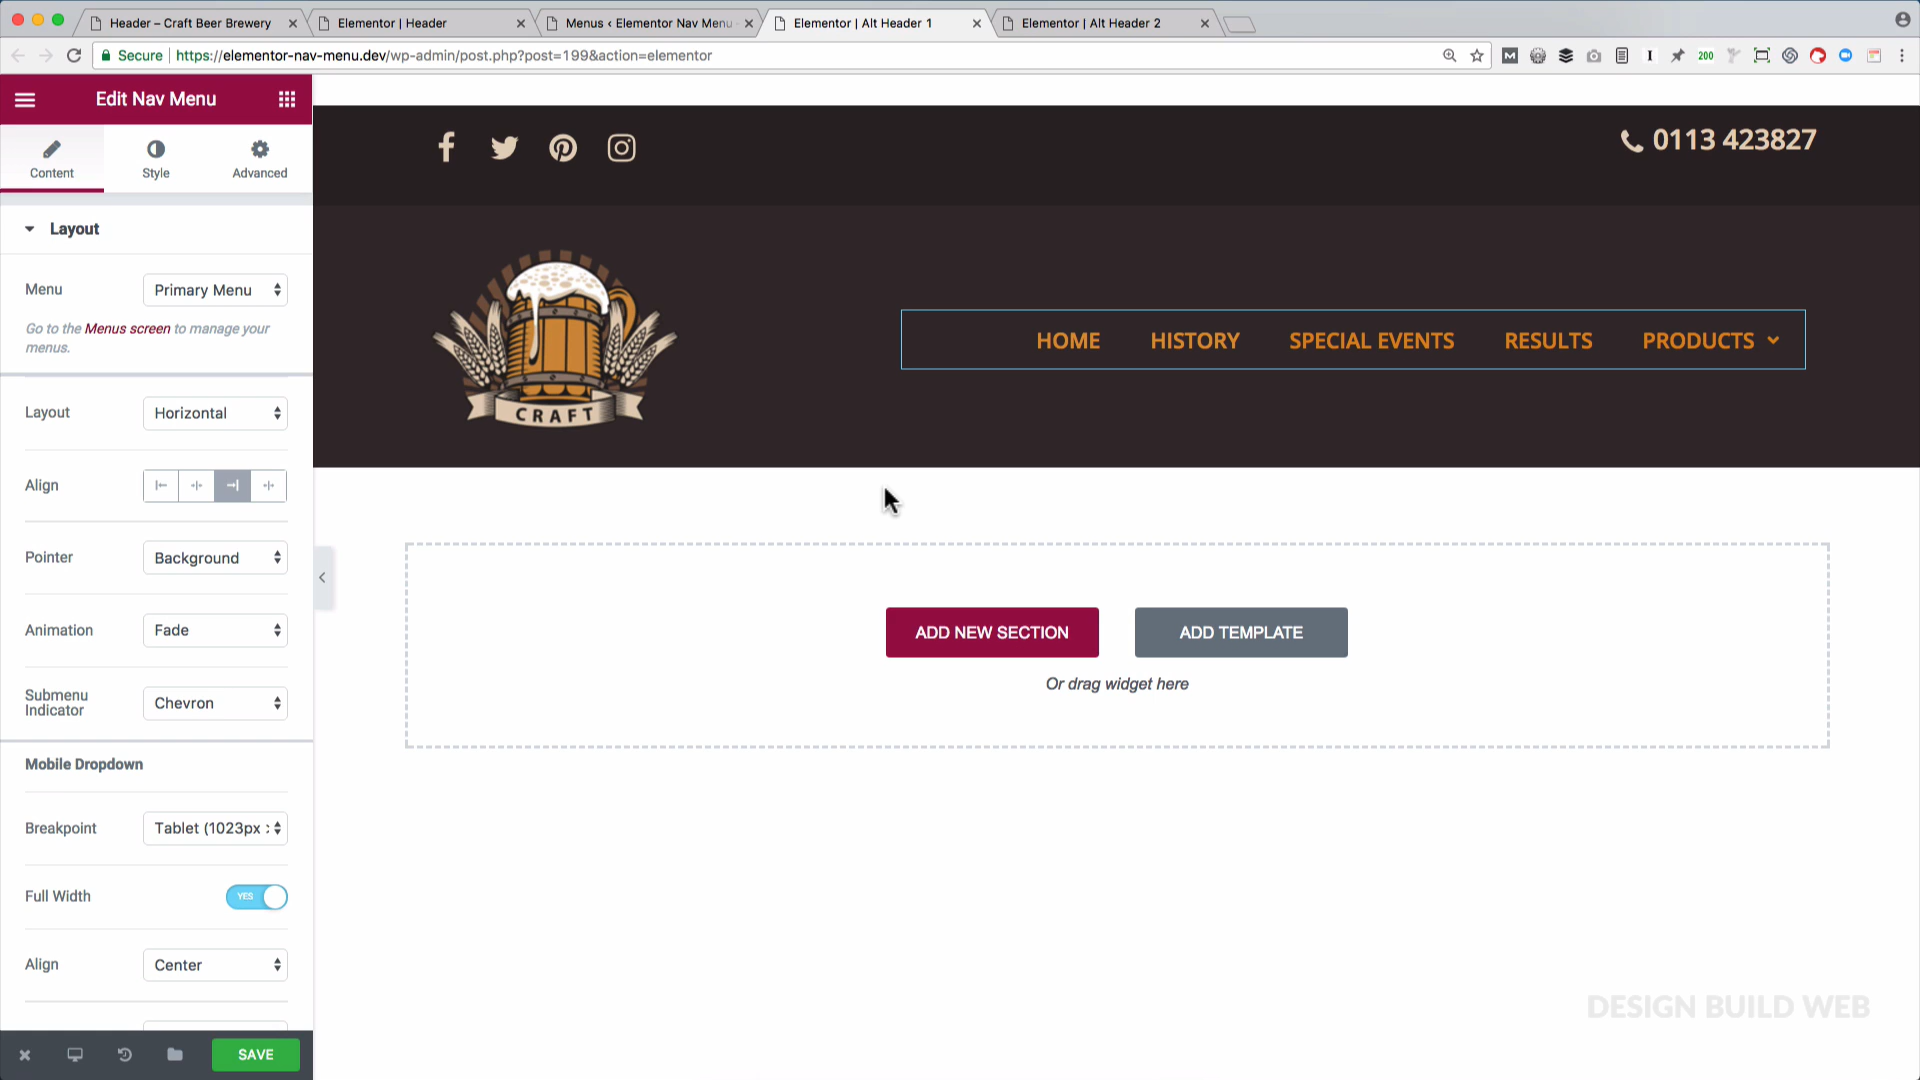 Header – Craft Beer Brewery
Elementor | Header
Menus ‹ Elementor Nav Menu
Elementor | Alt Header 1
Elementor | Alt Header 2
Secure
https://elementor-nav-menu.dev/wp-admin/post.php?post=199&action=elementor
M
I
200
Edit Nav Menu
Content
Style
Advanced
Layout
Menu
Primary Menu
Go to the Menus screen to manage your
menus.
Layout
Horizontal
Align
Pointer
Background
Animation
Fade
Submenu
Indicator
Chevron
Mobile Dropdown
Breakpoint
Tablet (1023px
Full Width
YES
Align
Center
SAVE
0113 423827
CRAFT
HOME
HISTORY
SPECIAL EVENTS
RESULTS
PRODUCTS
ADD NEW SECTION
ADD TEMPLATE
Or drag widget here
DESIGN BUILD WEB